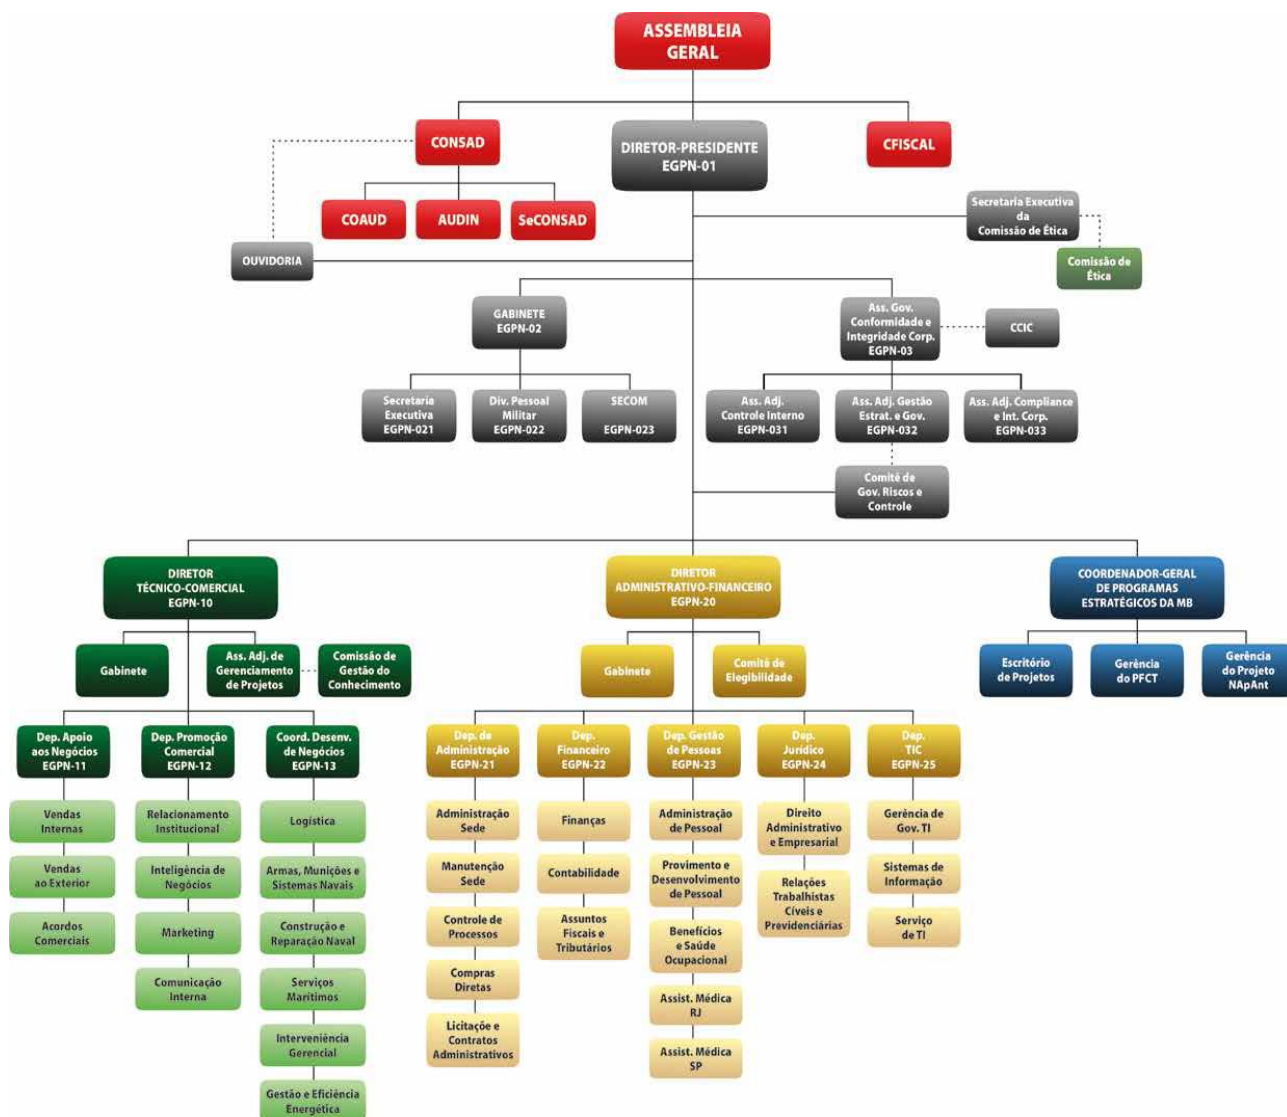 ASSEMBLEIA
GERAL
CONSAD
DIRETOR-PRESIDENTE
EGPN-01
CFISCAL
COAUD
AUDIN
SeCONSAD
Secretaria Executiva
da
Comissão de Ética
OUVIDORIA
Comissão de
Ética
GABINETE
EGPN-02
Ass. Gov.
Conformidade e
Integridade Corp.
EGPN-03
CCIC
Secretaria
Executiva
EGPN-021
Div. Pessoal
Militar
EGPN-022
SECOM
EGPN-023
Ass. Adj.
Controle Interno
EGPN-031
Ass. Adj. Gestão
Estrat. e Gov.
EGPN-032
Ass. Adj. Compliance
e Int. Corp.
EGPN-033
Comitê de
Gov. Riscos e
Controle
DIRETOR
TÉCNICO-COMERCIAL
EGPN-10
DIRETOR
ADMINISTRATIVO-FINANCEIRO
EGPN-20
COORDENADOR-GERAL
DE PROGRAMAS
ESTRATÉGICOS DA MB
Gabinete
Ass. Adj. de
Gerenciamento
de Projetos
Comissão de
Gestão do
Conhecimento
Gabinete
Comitê de
Elegibilidade
Escritório
de Projetos
Gerência
do PFCT
Gerência
do Projeto
NApAnt
Dep. Apoio
aos Negócios
EGPN-11
Dep. Promoção
Comercial
EGPN-12
Coord. Desenv.
de Negócios
EGPN-13
Dep. de
Administração
EGPN-21
Dep.
Financeiro
EGPN-22
Dep. Gestão
de Pessoas
EGPN-23
Dep.
Jurídico
EGPN-24
Dep.
TIC
EGPN-25
Vendas
Internas
Vendas
ao Exterior
Acordos
Comerciais
Relacionamento
Institucional
Inteligência de
Negócios
Marketing
Comunicação
Interna
Logística
Armas, Munições e
Sistemas Navais
Construção e
Reparação Naval
Serviços
Marítimos
Interveniência
Gerencial
Gestão e Eficiência
Energética
Administração
Sede
Manutenção
Sede
Controle de
Processos
Compras
Diretas
Licitaçõe e
Contratos
Administrativos
Finanças
Contabilidade
Assuntos
Fiscais e
Tributários
Administração
de Pessoal
Provimento e
Desenvolvimento
de Pessoal
Benefícios
e Saúde
Ocupacional
Assist. Médica
RJ
Assist. Médica
SP
Direito
Administrativo
e Empresarial
Relações
Trabalhistas
Cíveis e
Previdenciárias
Gerência de
Gov. TI
Sistemas de
Informação
Serviço
de TI